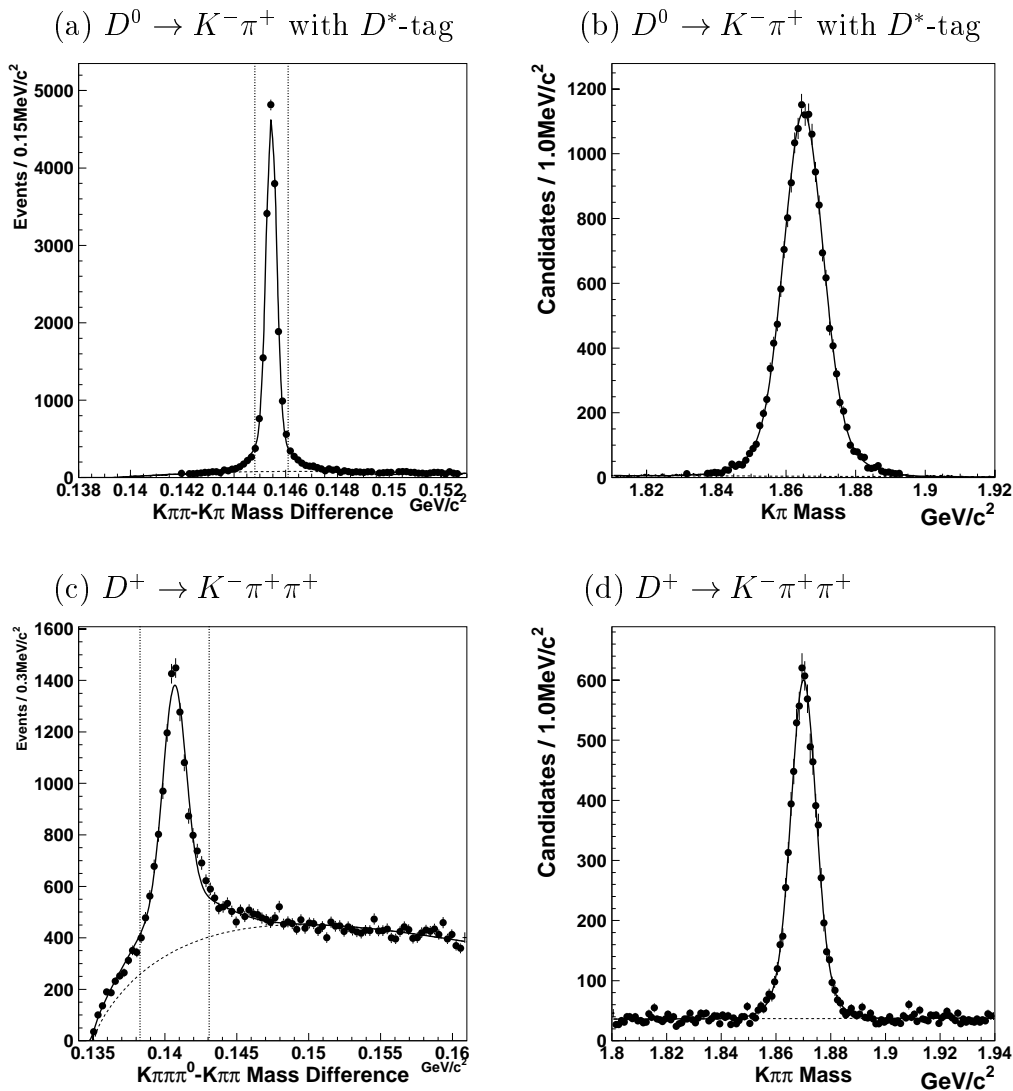 (a) D⁰ → K⁻π⁺ with D*-tag
Events / 0.15MeV/c²
5000
4000
3000
2000
1000
0
0.138 0.14 0.142 0.144 0.146 0.148 0.15 0.152
Kππ-Kπ Mass Difference
GeV/c²
(b) D⁰ → K⁻π⁺ with D*-tag
Candidates / 1.0MeV/c²
1200
1000
800
600
400
200
0
1.82 1.84 1.86 1.88 1.9 1.92
Kπ Mass
GeV/c²
(c) D⁺ → K⁻π⁺π⁺
Events / 0.3MeV/c²
1600
1400
1200
1000
800
600
400
200
0
0.135 0.14 0.145 0.15 0.155 0.16
Kπππ⁰-Kππ Mass Difference
GeV/c²
(d) D⁺ → K⁻π⁺π⁺
Candidates / 1.0MeV/c²
600
500
400
300
200
100
0
1.8 1.82 1.84 1.86 1.88 1.9 1.92 1.94
Kππ Mass
GeV/c²